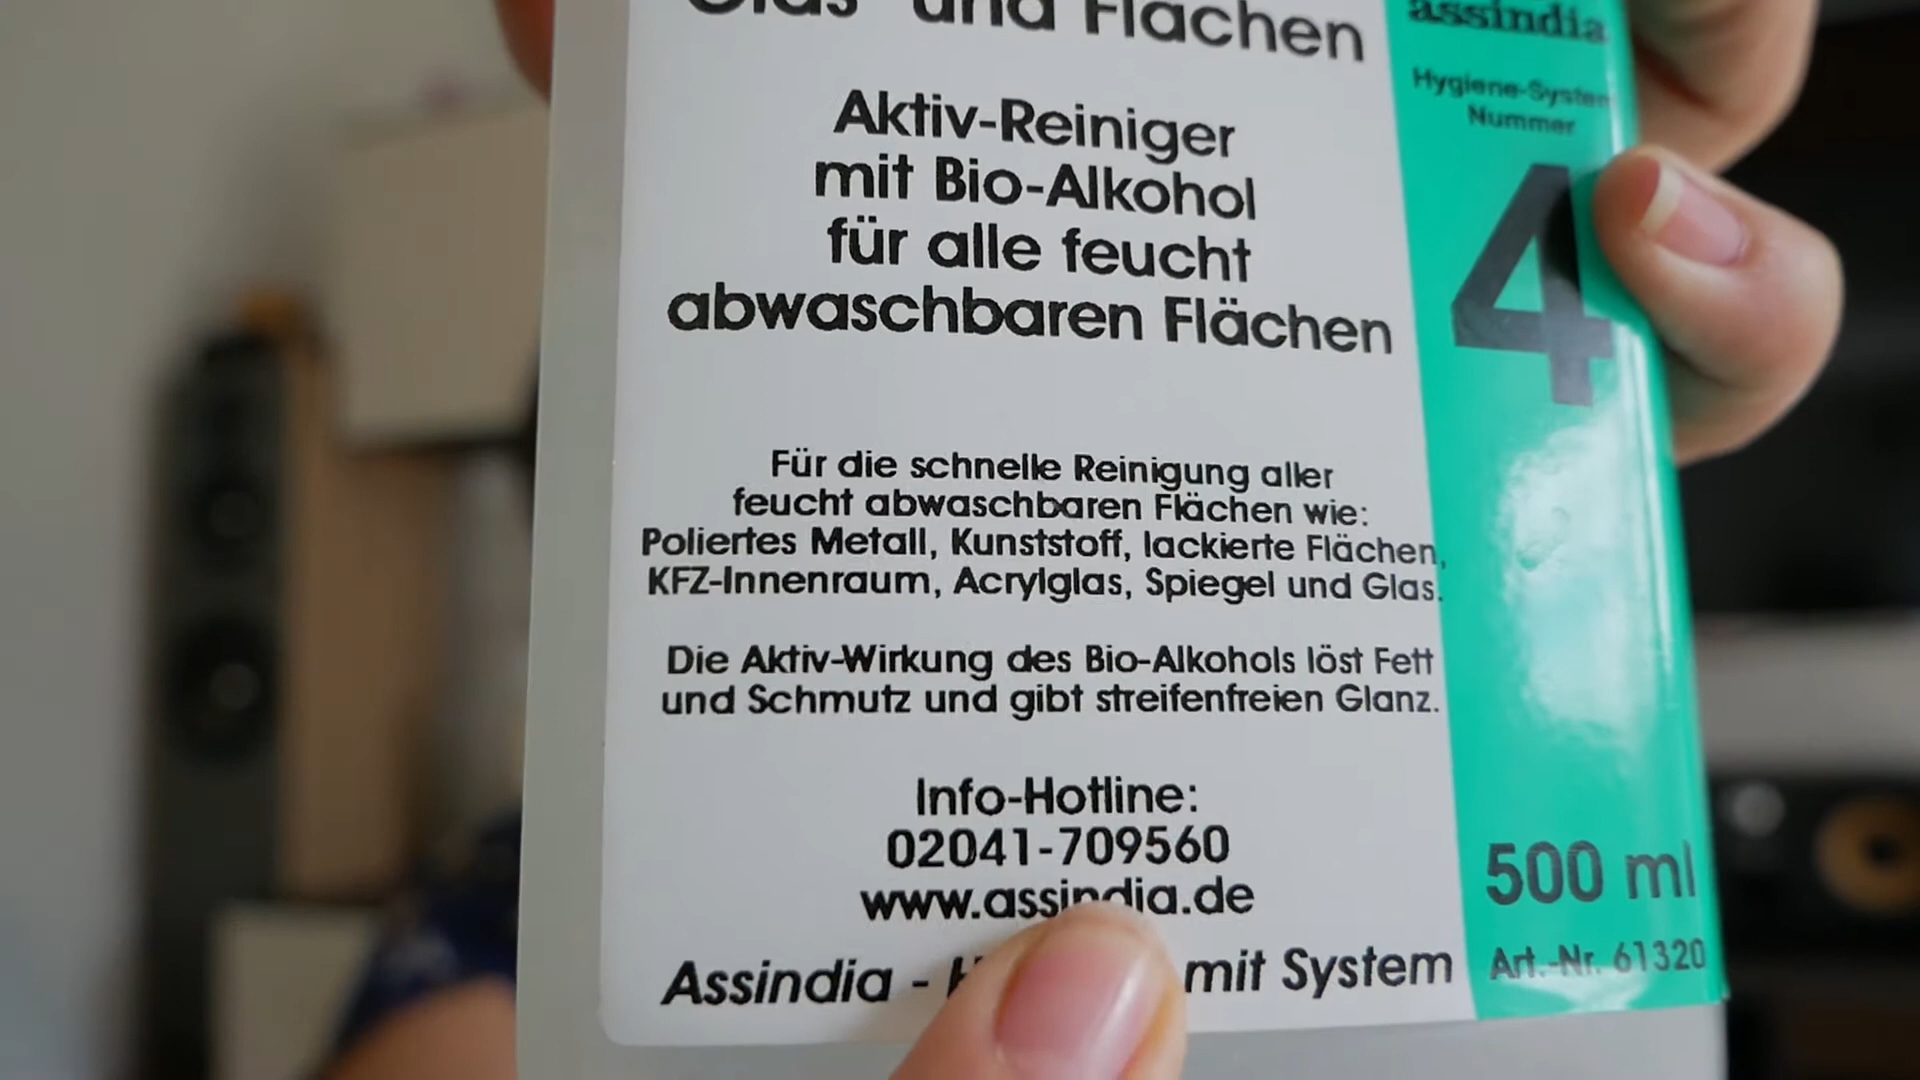 Glas- und Flächen
Aktiv-Reiniger
mit Bio-Alkohol
für alle feucht
abwaschbaren Flächen
Für die schnelle Reinigung aller
feucht abwaschbaren Flächen wie:
Poliertes Metall, Kunststoff, lackierte Flächen,
KFZ-Innenraum, Acrylglas, Spiegel und Glas.
Die Aktiv-Wirkung des Bio-Alkohols löst Fett
und Schmutz und gibt streifenfreien Glanz.
Info-Hotline:
02041-709560
www.assindia.de
Assindia - mit System
assindia
Hygiene-System
Nummer
4
500 ml
Art.-Nr. 61320